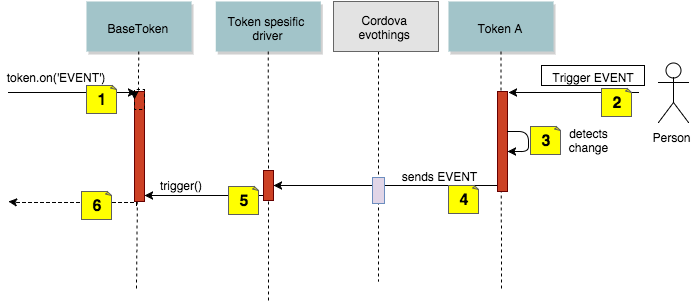 BaseToken
Token spesific
driver
Cordova
evothings
Token A
token.on('EVENT')
1
Trigger EVENT
2
Person
3
detects
change
sends EVENT
4
trigger()
5
6